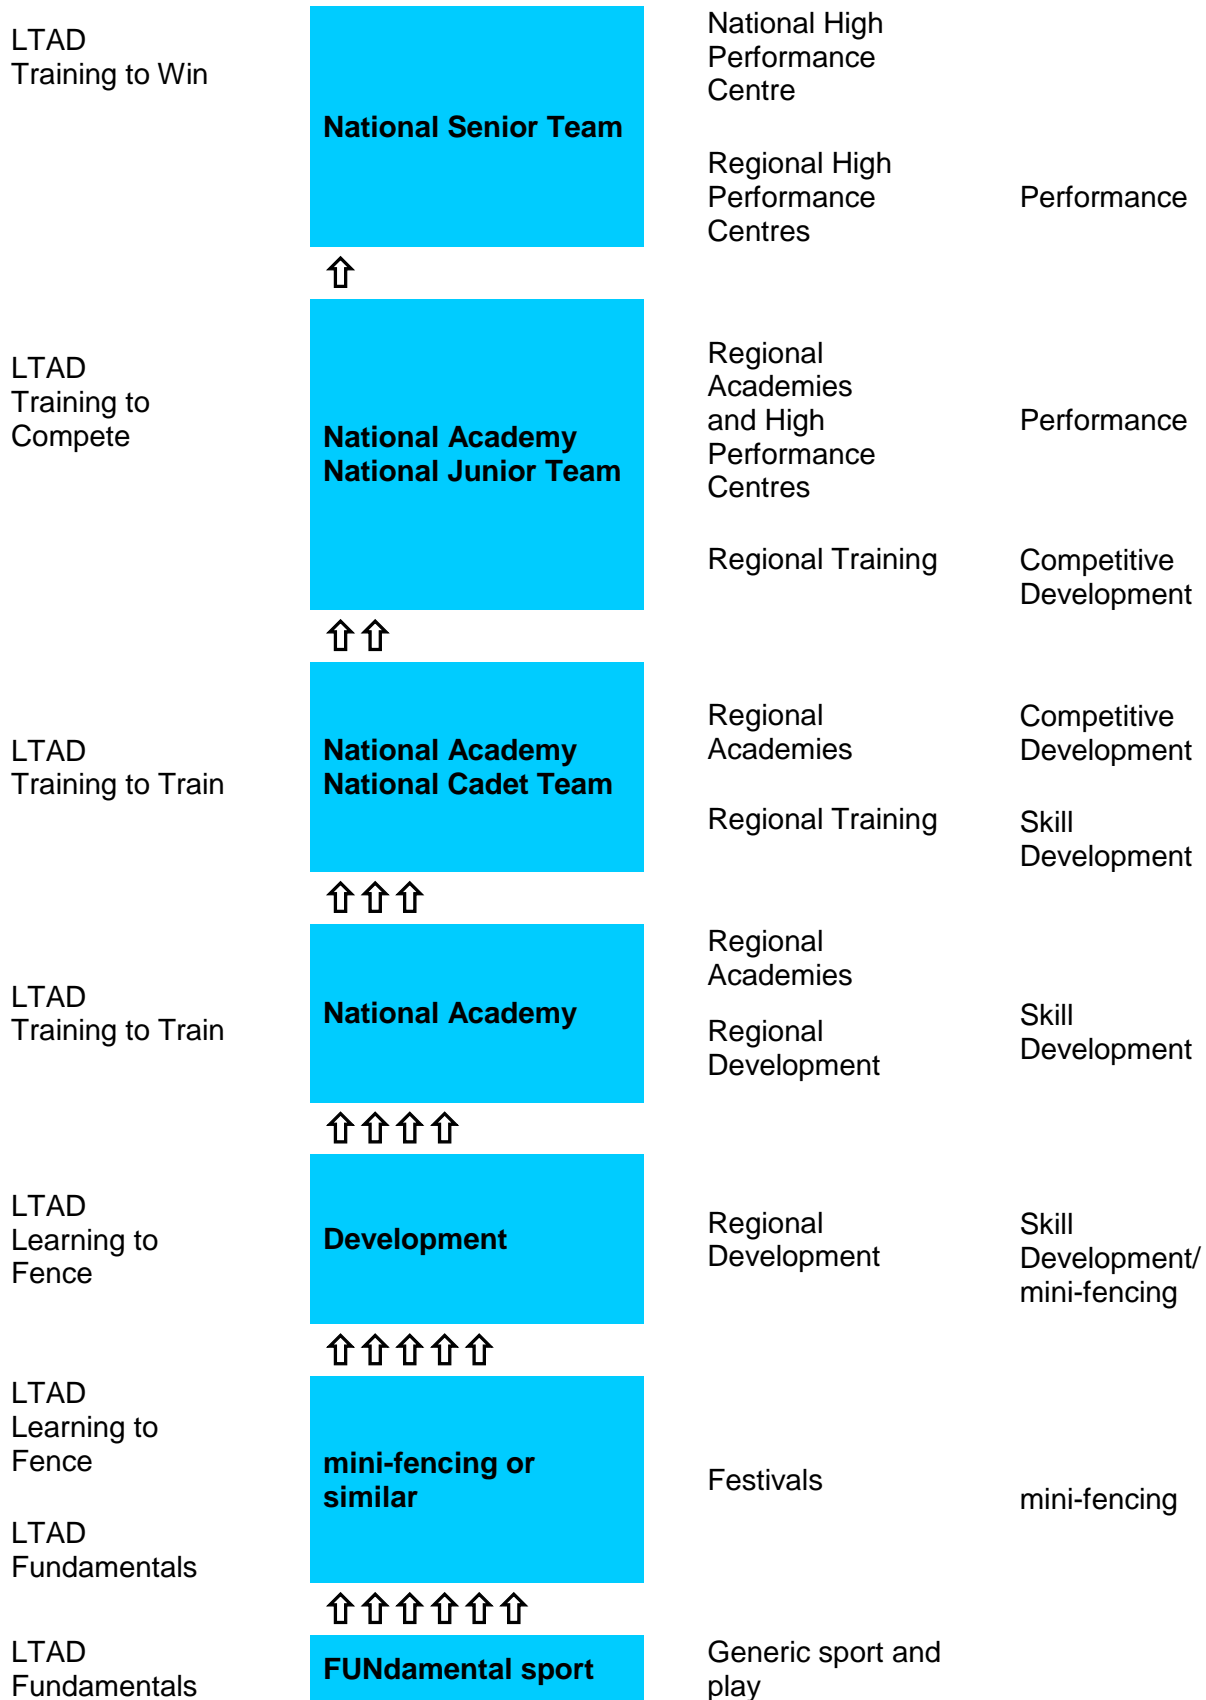 LTAD
Training to Win
National Senior Team
National High
Performance
Centre
Regional High
Performance
Centres
Performance
⇧
LTAD
Training to
Compete
National Academy
National Junior Team
Regional
Academies
and High
Performance
Centres
Performance
Regional Training
Competitive
Development
⇧⇧
LTAD
Training to Train
National Academy
National Cadet Team
Regional
Academies
Competitive
Development
Regional Training
Skill
Development
⇧⇧⇧
LTAD
Training to Train
National Academy
Regional
Academies
Regional
Development
Skill
Development
⇧⇧⇧⇧
LTAD
Learning to
Fence
Development
Regional
Development
Skill
Development/
mini-fencing
⇧⇧⇧⇧⇧
LTAD
Learning to
Fence
LTAD
Fundamentals
mini-fencing or
similar
Festivals
mini-fencing
⇧⇧⇧⇧⇧⇧
LTAD
Fundamentals
FUNdamental sport
Generic sport and
play